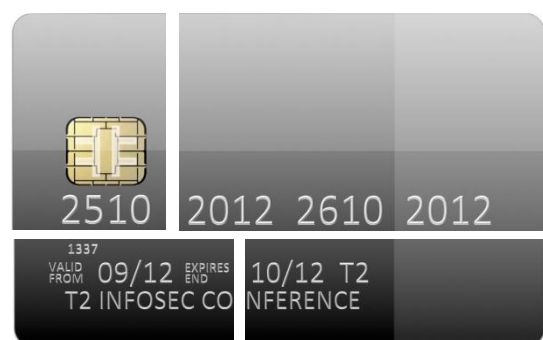 2510 2012 2610 2012
1337
VALID FROM 09/12 EXPIRES END 10/12 T2
T2 INFOSEC CONFERENCE